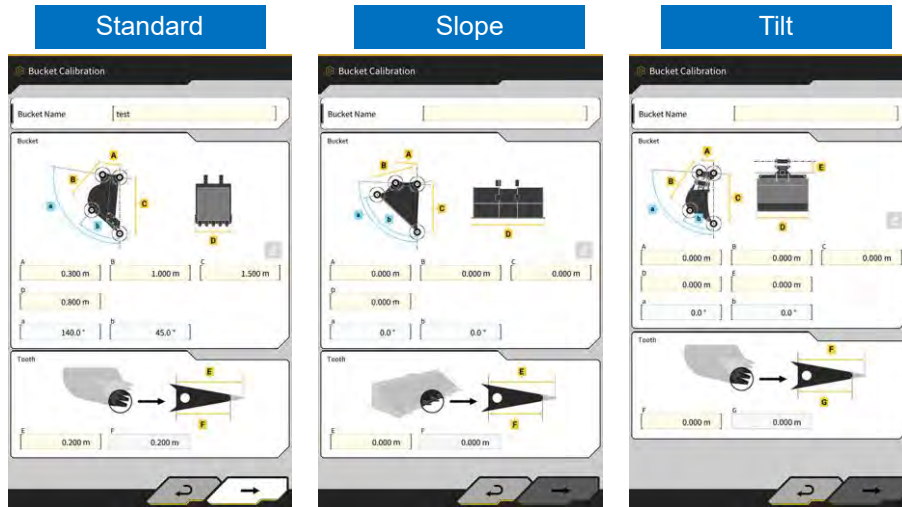 Standard
Bucket Calibration
Bucket Name
test
Bucket
A
B
C
a
b
D
A 0.300 m B 1.000 m C 1.500 m
D 0.800 m
a 140.0 ° b 45.0 °
Tooth
E
F
E 0.200 m F 0.200 m
Slope
Bucket Calibration
Bucket Name
Bucket
A
B
C
a
b
D
A 0.000 m B 0.000 m C 0.000 m
D 0.000 m
a 0.0 ° b 0.0 °
Tooth
E
F
E 0.000 m F 0.000 m
Tilt
Bucket Calibration
Bucket Name
Bucket
A
E
B
C
a
b
D
A 0.000 m B 0.000 m C 0.000 m
D 0.000 m E 0.000 m
a 0.0 ° b 0.0 °
Tooth
F
G
F 0.000 m G 0.000 m